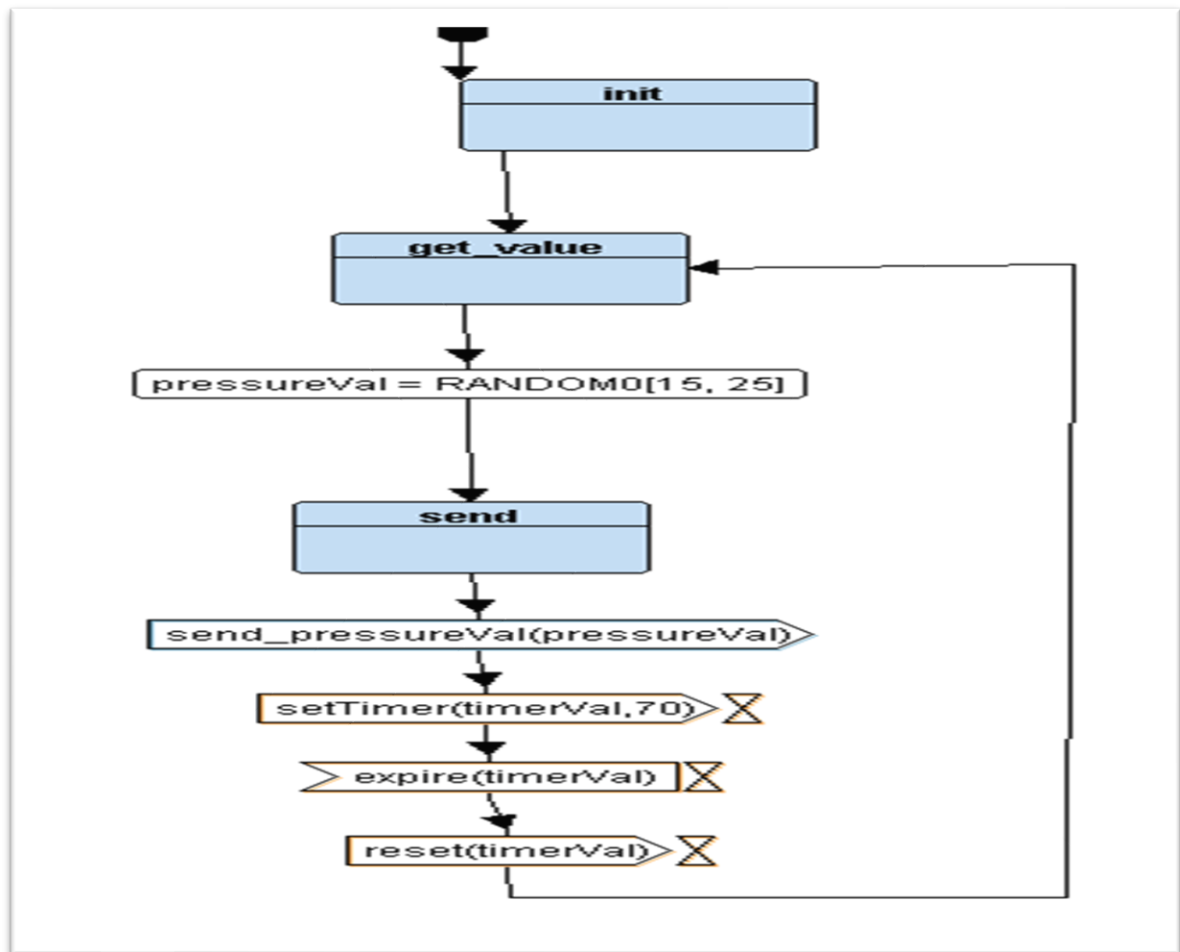 init
get_value
pressureVal = RANDOM0[15, 25]
send
send_pressureVal(pressureVal)
setTimer(timerVal,70)
expire(timerVal)
reset(timerVal)